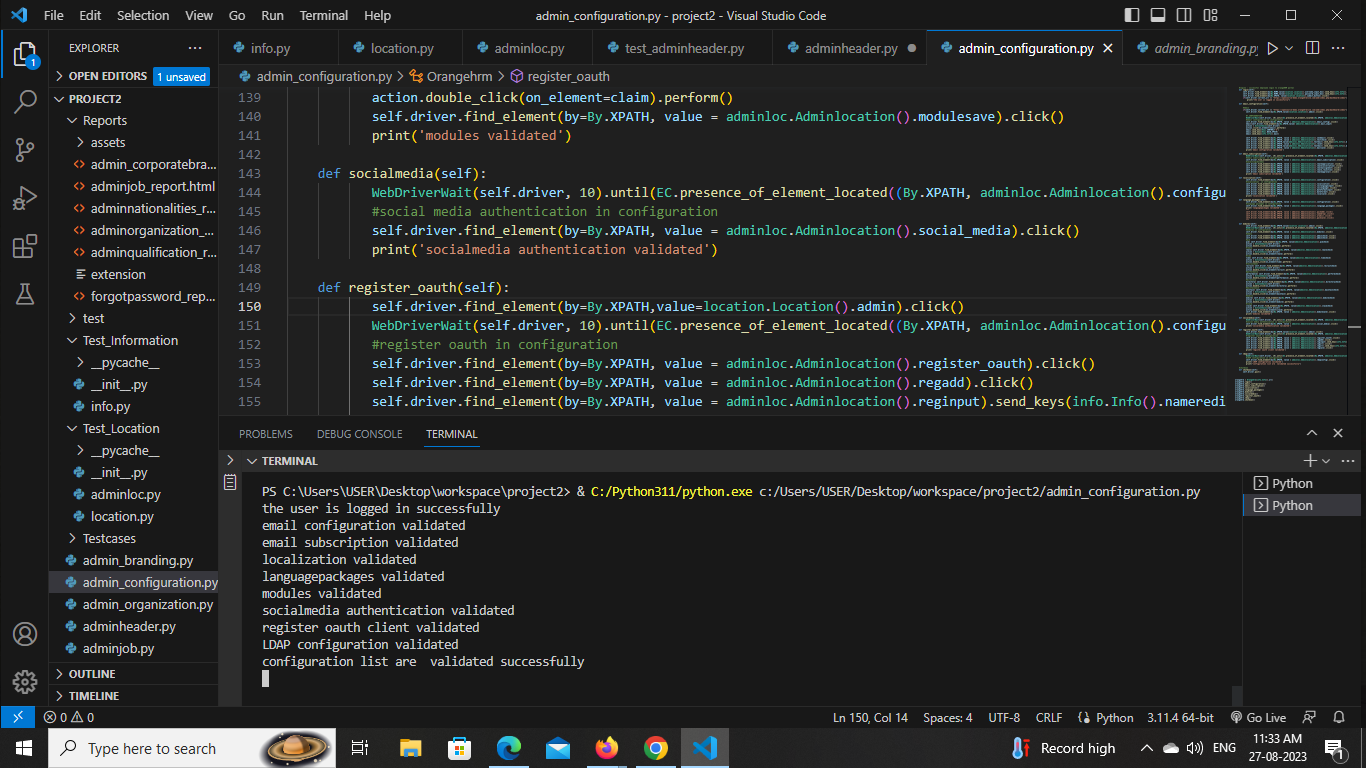 File Edit Selection View Go Run Terminal Help
admin_configuration.py - project2 - Visual Studio Code
EXPLORER
OPEN EDITORS 1 unsaved
PROJECT2
Reports
assets
admin_corporatebra...
adminjob_report.html
adminnationalities_r...
adminorganization_...
adminqualification_r...
extension
forgotpassword_rep...
test
Test_Information
__pycache__
__init__.py
info.py
Test_Location
__pycache__
__init__.py
adminloc.py
location.py
Testcases
admin_branding.py
admin_configuration.py
admin_organization.py
adminheader.py
adminjob.py
OUTLINE
TIMELINE
1
info.py location.py adminloc.py test_adminheader.py adminheader.py admin_configuration.py admin_branding.py
admin_configuration.py > Orangehrm > register_oauth
139 action.double_click(on_element=claim).perform()
140 self.driver.find_element(by=By.XPATH, value = adminloc.Adminlocation().modulesave).click()
141 print('modules validated')
142
143 def socialmedia(self):
144 WebDriverWait(self.driver, 10).until(EC.presence_of_element_located((By.XPATH, adminloc.Adminlocation().configu
145 #social media authentication in configuration
146 self.driver.find_element(by=By.XPATH, value = adminloc.Adminlocation().social_media).click()
147 print('socialmedia authentication validated')
148
149 def register_oauth(self):
150 self.driver.find_element(by=By.XPATH,value=location.Location().admin).click()
151 WebDriverWait(self.driver, 10).until(EC.presence_of_element_located((By.XPATH, adminloc.Adminlocation().configu
152 #register oauth in configuration
153 self.driver.find_element(by=By.XPATH, value = adminloc.Adminlocation().register_oauth).click()
154 self.driver.find_element(by=By.XPATH, value = adminloc.Adminlocation().regadd).click()
155 self.driver.find_element(by=By.XPATH, value = adminloc.Adminlocation().reginput).send_keys(info.Info().nameredi
PROBLEMS DEBUG CONSOLE TERMINAL
TERMINAL
PS C:\Users\USER\Desktop\workspace\project2> & C:/Python311/python.exe c:/Users/USER/Desktop/workspace/project2/admin_configuration.py
the user is logged in successfully
email configuration validated
email subscription validated
localization validated
languagepackages validated
modules validated
socialmedia authentication validated
register oauth client validated
LDAP configuration validated
configuration list are  validated successfully
Python
Python
0 0
Ln 150, Col 14 Spaces: 4 UTF-8 CRLF Python 3.11.4 64-bit Go Live
Type here to search
Record high
ENG
11:33 AM
27-08-2023
1